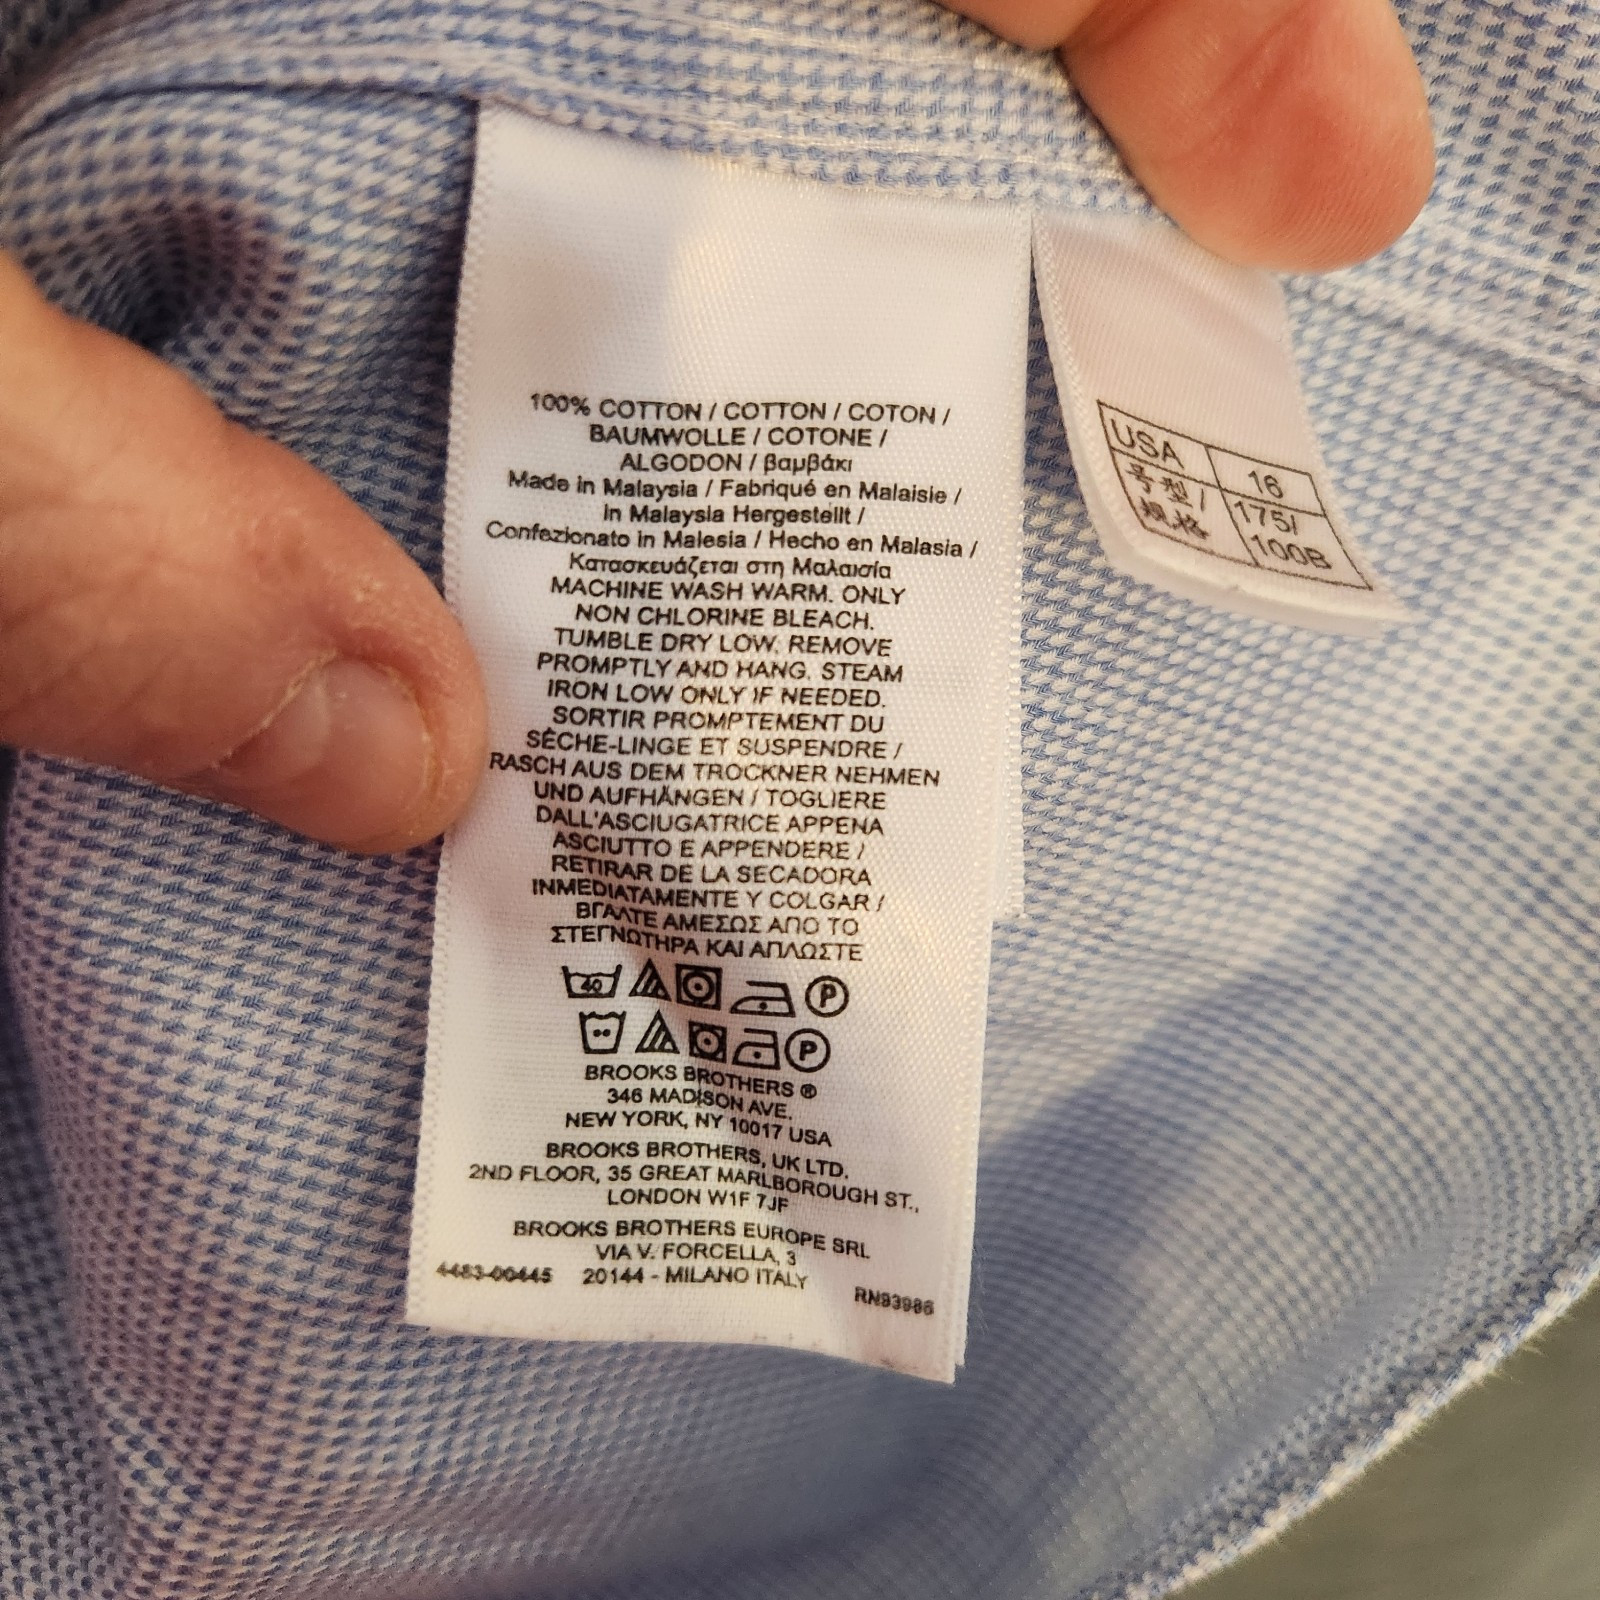 100% COTTON / COTTON / COTON /
BAUMWOLLE / COTONE /
ALGODON / βαμβάκι
Made in Malaysia / Fabriqué en Malaisie /
In Malaysia Hergestellt /
Confezionato in Malesia / Hecho en Malasia /
Κατασκευάζεται στη Μαλαισία
MACHINE WASH WARM. ONLY
NON CHLORINE BLEACH.
TUMBLE DRY LOW. REMOVE
PROMPTLY AND HANG. STEAM
IRON LOW ONLY IF NEEDED.
SORTIR PROMPTEMENT DU
SÈCHE-LINGE ET SUSPENDRE /
RASCH AUS DEM TROCKNER NEHMEN
UND AUFHÄNGEN / TOGLIERE
DALL'ASCIUGATRICE APPENA
ASCIUTTO E APPENDERE /
RETIRAR DE LA SECADORA
INMEDIATAMENTE Y COLGAR /
ΒΓΑΛΤΕ ΑΜΕΣΩΣ ΑΠΟ ΤΟ
ΣΤΕΓΝΩΤΗΡΑ ΚΑΙ ΑΠΛΩΣΤΕ
40 P
P
BROOKS BROTHERS ®
346 MADISON AVE.
NEW YORK, NY 10017 USA
BROOKS BROTHERS, UK LTD.
2ND FLOOR, 35 GREAT MARLBOROUGH ST.,
LONDON W1F 7JF
BROOKS BROTHERS EUROPE SRL
VIA V. FORCELLA, 3
4483-00445 20144 - MILANO ITALY
RN93986
USA 16
号型/ 175/
规格 100B